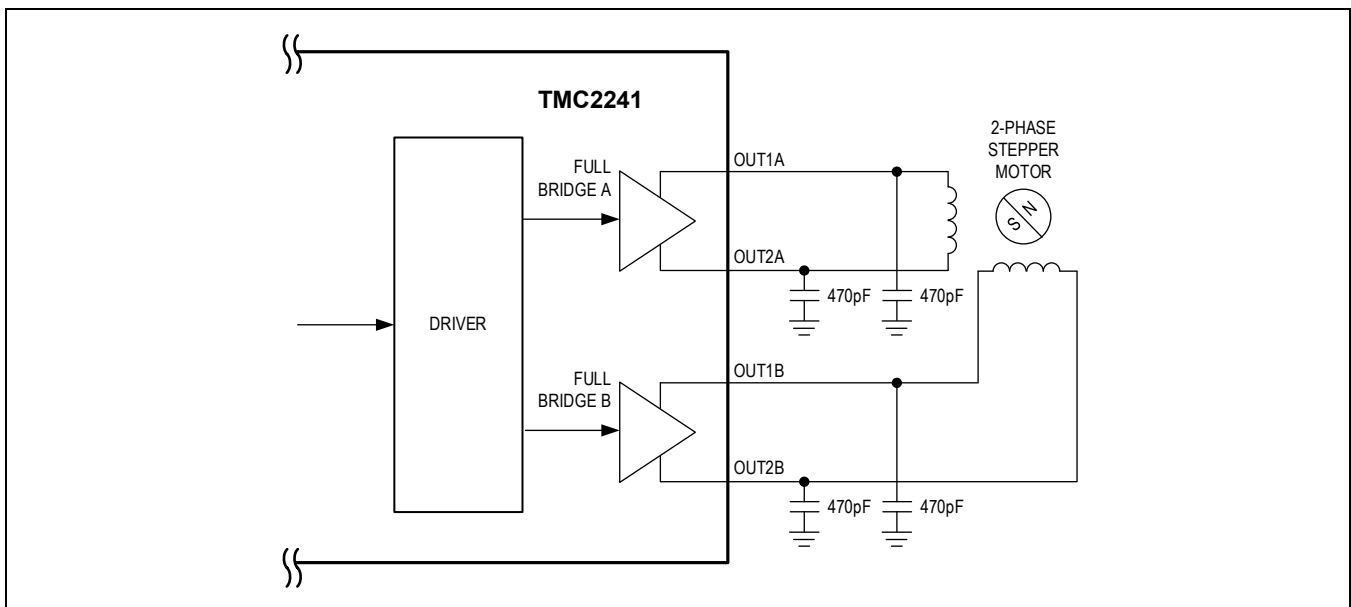 TMC2241
DRIVER
FULL
BRIDGE A
OUT1A
OUT2A
470pF
470pF
2-PHASE
STEPPER
MOTOR
S
N
FULL
BRIDGE B
OUT1B
OUT2B
470pF
470pF